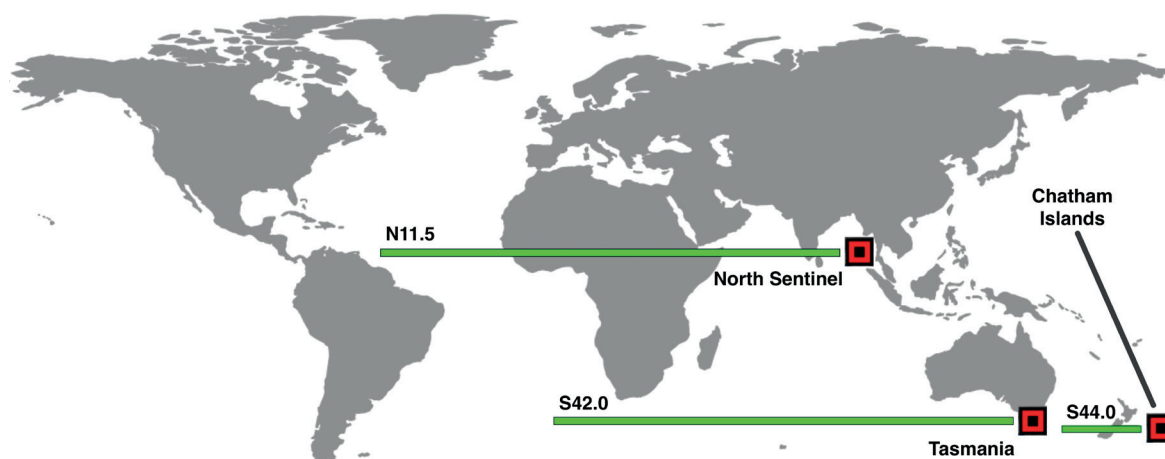 Chatham
Islands
N11.5
North Sentinel
S42.0
S44.0
Tasmania